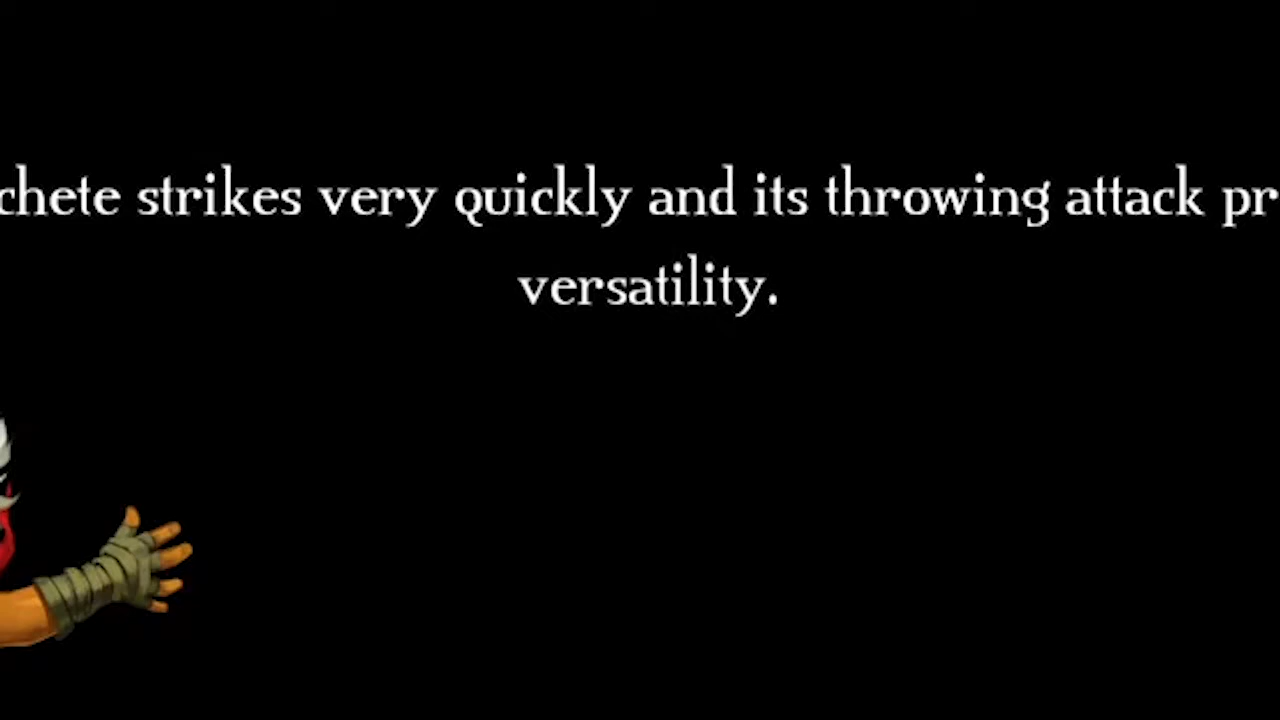 chete strikes very quickly and its throwing attack pr
versatility.